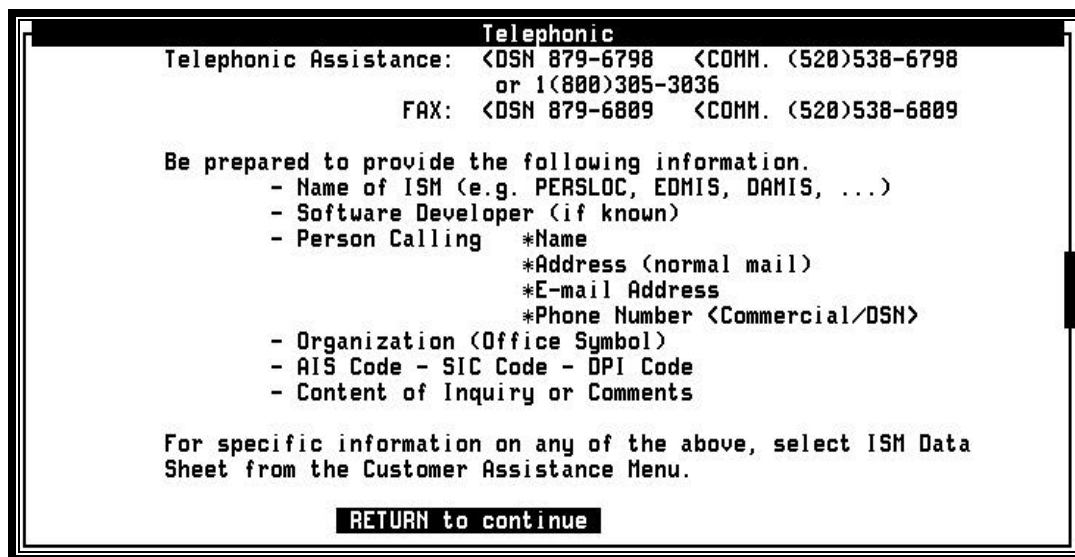 Telephonic
Telephonic Assistance: <DSN 879-6798 <COMM. (520)538-6798
or 1(800)305-3036
FAX: <DSN 879-6809 <COMM. (520)538-6809
Be prepared to provide the following information.
- Name of ISM (e.g. PERSLOC, EDMIS, DAMIS, ...)
- Software Developer (if known)
- Person Calling *Name
*Address (normal mail)
*E-mail Address
*Phone Number <Commercial/DSN>
- Organization (Office Symbol)
- AIS Code - SIC Code - DPI Code
- Content of Inquiry or Comments
For specific information on any of the above, select ISM Data
Sheet from the Customer Assistance Menu.
RETURN to continue